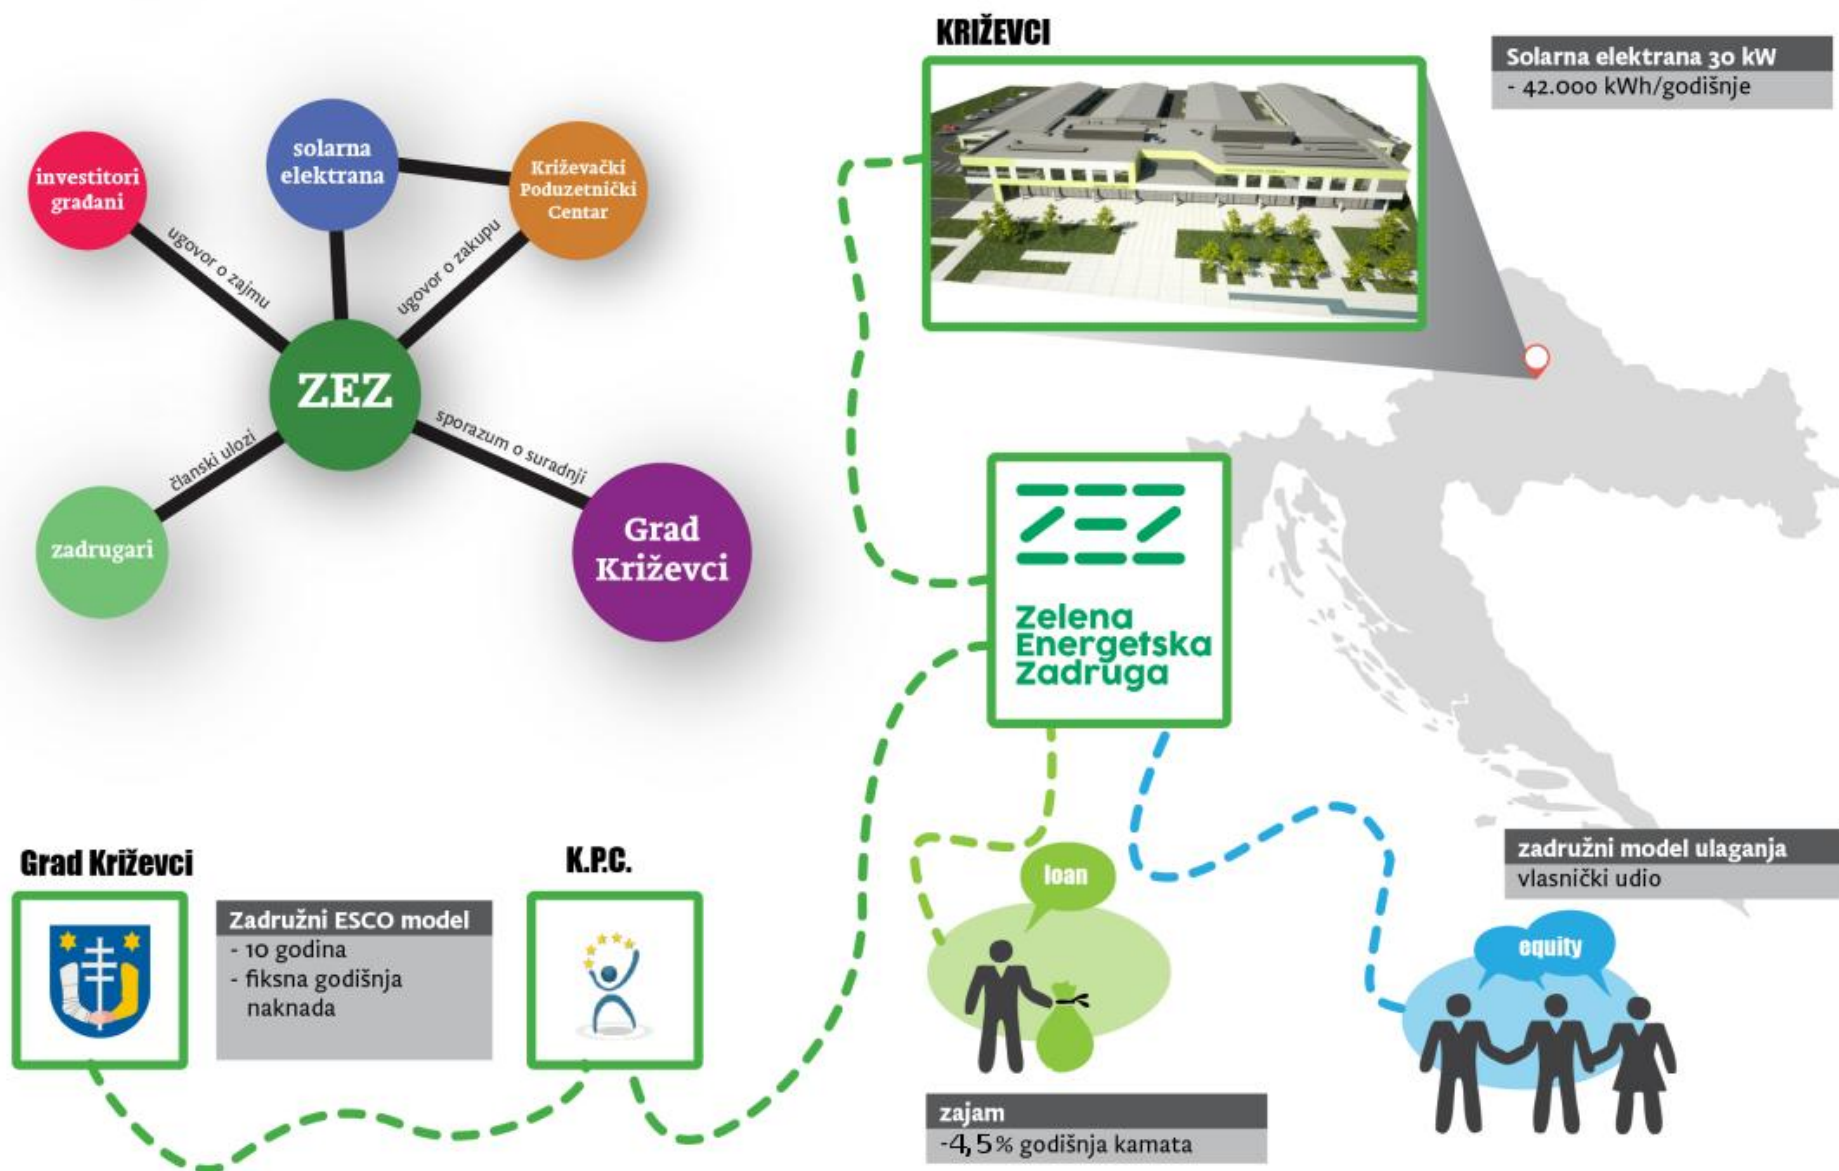 investitori
građani
solarna
elektrana
Križevački
Poduzetnički
Centar
ugovor o zajmu
ugovor o zakupu
ZEZ
članski ulozi
sporazum o suradnji
zadrugari
Grad
Križevci
KRIŽEVCI
Solarna elektrana 30 kW
- 42.000 kWh/godišnje
ZEZ
Zelena
Energetska
Zadruga
Grad Križevci
Zadružni ESCO model
- 10 godina
- fiksna godišnja
naknada
K.P.C.
loan
zajam
-4,5% godišnja kamata
zadružni model ulaganja
vlasnički udio
equity